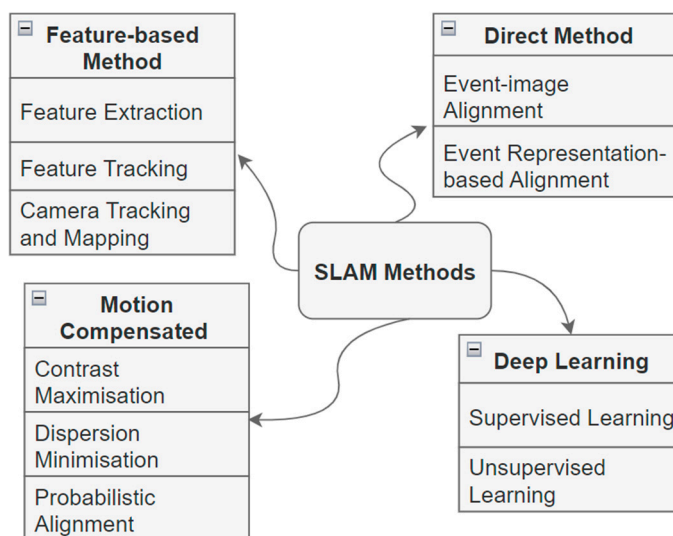 Feature-based
Method
Feature Extraction
Feature Tracking
Camera Tracking
and Mapping
Direct Method
Event-image
Alignment
Event Representation-
based Alignment
SLAM Methods
Motion
Compensated
Contrast
Maximisation
Dispersion
Minimisation
Probabilistic
Alignment
Deep Learning
Supervised Learning
Unsupervised
Learning